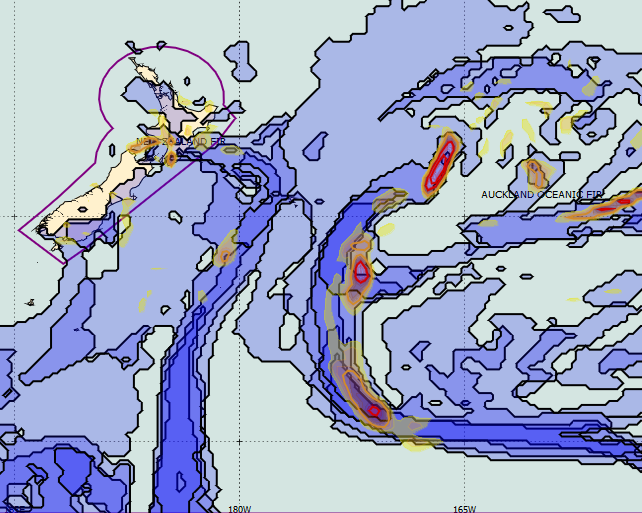 NEW ZEALAND FIR
AUCKLAND OCEANIC FIR
180W
165W